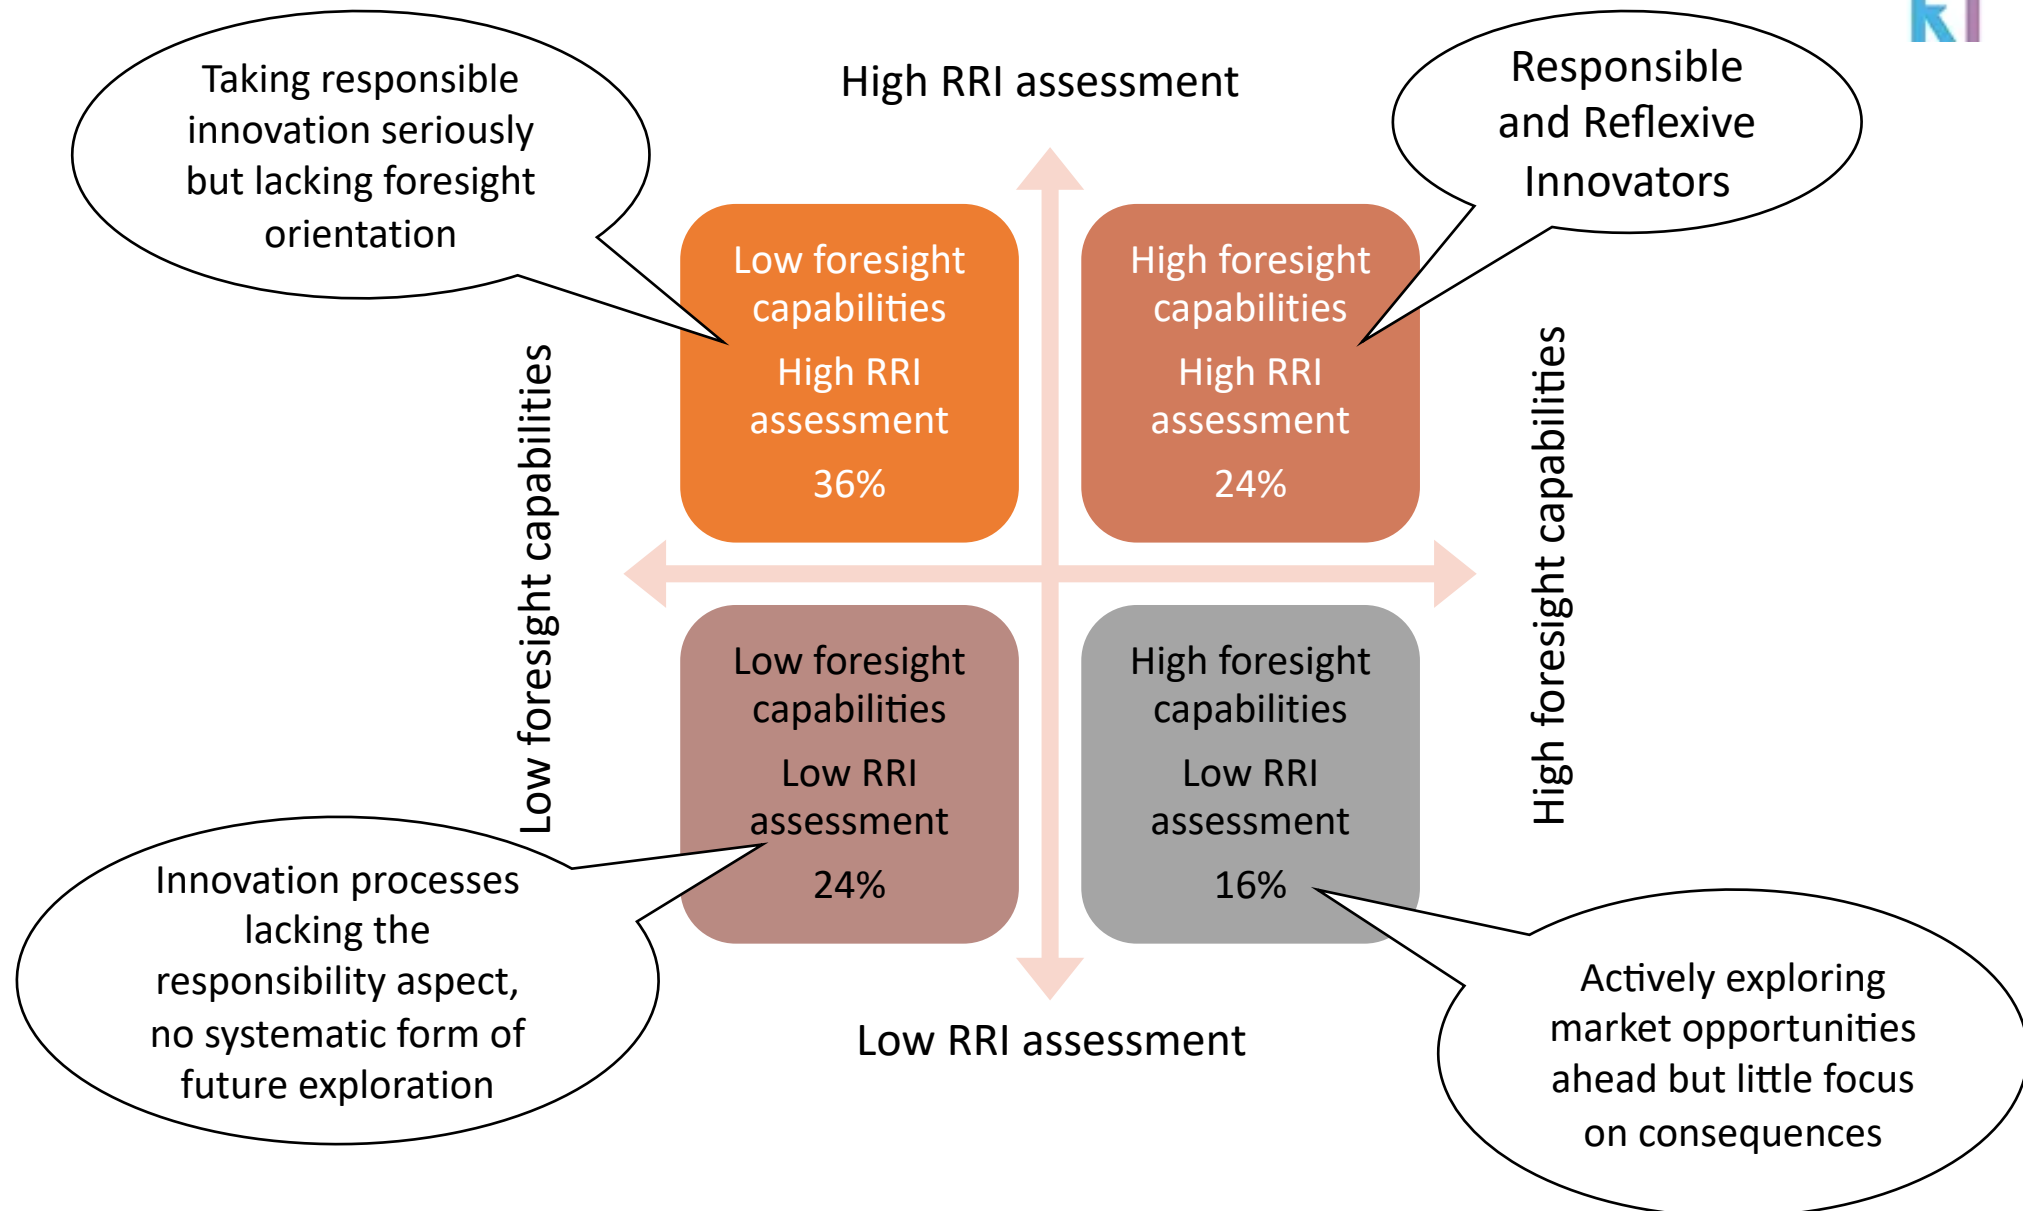 Taking responsible
innovation seriously
but lacking foresight
orientation
High RRI assessment
Responsible
and Reflexive
Innovators
Low foresight
capabilities
High RRI
assessment
36%
High foresight
capabilities
High RRI
assessment
24%
Low foresight capabilities
High foresight capabilities
Low foresight
capabilities
Low RRI
assessment
24%
High foresight
capabilities
Low RRI
assessment
16%
Innovation processes
lacking the
responsibility aspect,
no systematic form of
future exploration
Low RRI assessment
Actively exploring
market opportunities
ahead but little focus
on consequences